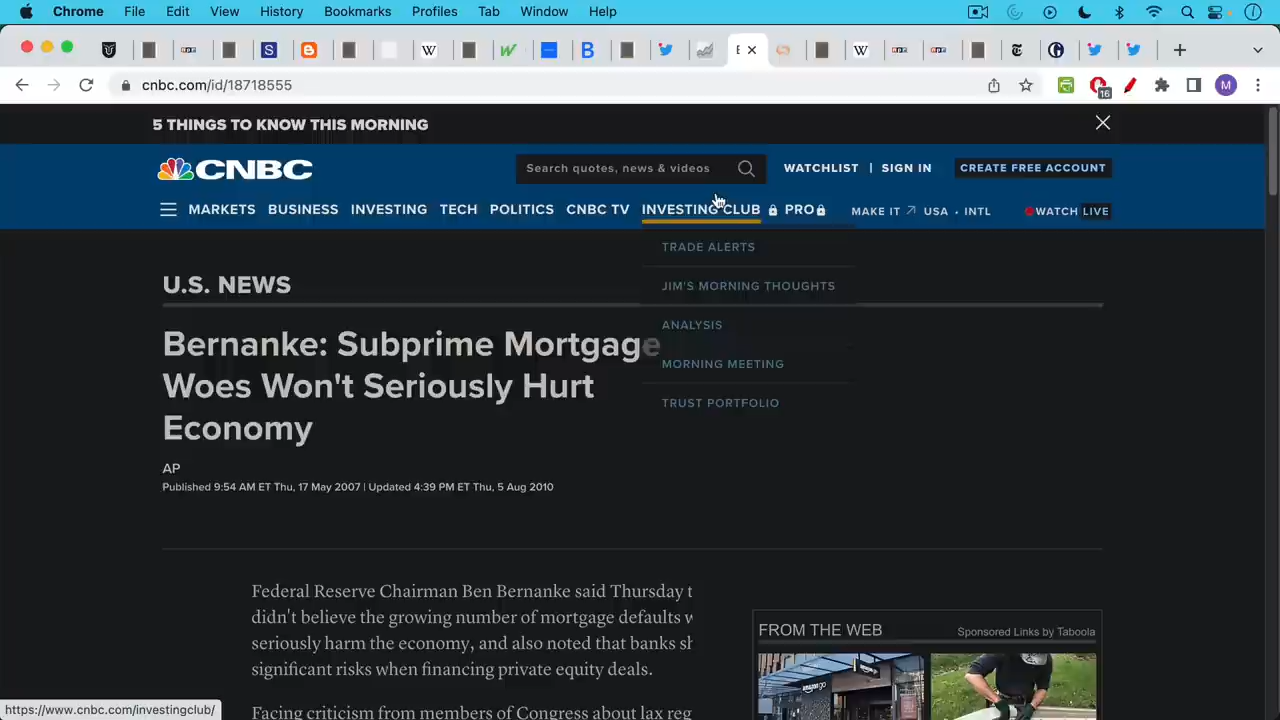 Chrome File Edit View History Bookmarks Profiles Tab Window Help
cnbc.com/id/18718555
16
M
5 THINGS TO KNOW THIS MORNING
CNBC
Search quotes, news & videos
WATCHLIST | SIGN IN
CREATE FREE ACCOUNT
MARKETS BUSINESS INVESTING TECH POLITICS CNBC TV INVESTING CLUB PRO MAKE IT USA • INTL WATCH LIVE
TRADE ALERTS
JIM'S MORNING THOUGHTS
ANALYSIS
MORNING MEETING
TRUST PORTFOLIO
U.S. NEWS
Bernanke: Subprime Mortgage
Woes Won't Seriously Hurt
Economy
AP
Published 9:54 AM ET Thu, 17 May 2007 | Updated 4:39 PM ET Thu, 5 Aug 2010
Federal Reserve Chairman Ben Bernanke said Thursday
didn't believe the growing number of mortgage defaults
seriously harm the economy, and also noted that banks
significant risks when financing private equity deals.
Facing criticism from members of Congress about lax
FROM THE WEB
Sponsored Links by Taboola
https://www.cnbc.com/investingclub/